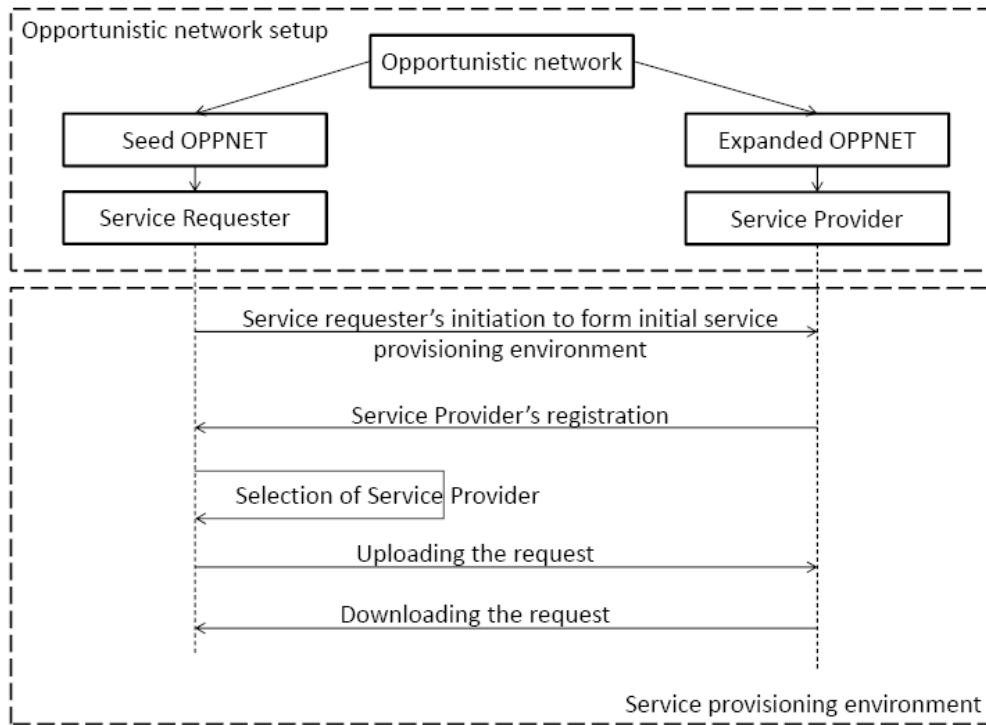 Opportunistic network setup
Opportunistic network
Seed OPPNET
Expanded OPPNET
Service Requester
Service Provider
Service requester's initiation to form initial service
provisioning environment
Service Provider's registration
Selection of Service Provider
Uploading the request
Downloading the request
Service provisioning environment